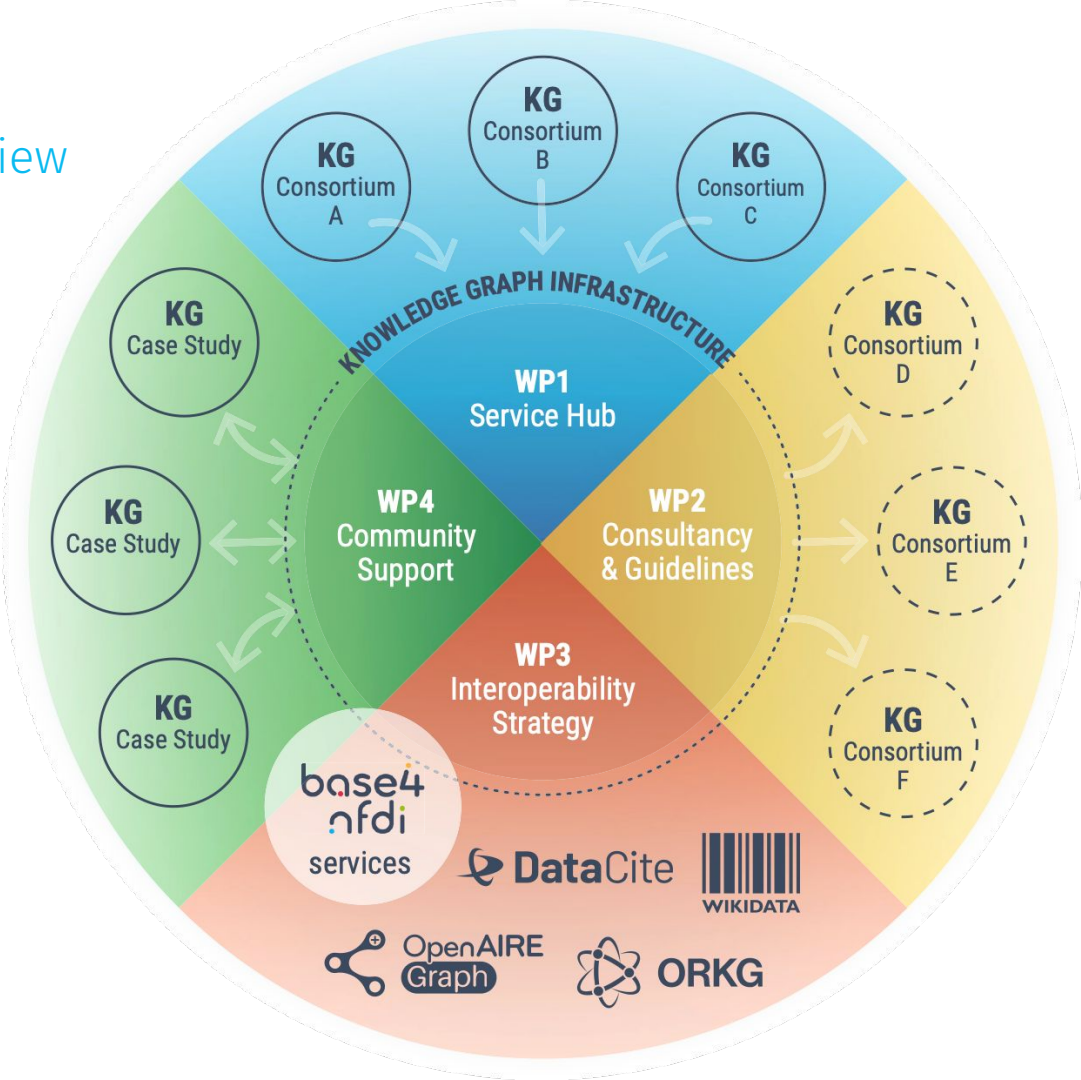 iew
KG
Consortium
A
KG
Consortium
B
KG
Consortium
C
KNOWLEDGE GRAPH INFRASTRUCTURE
KG
Case Study
KG
Case Study
KG
Case Study
WP1
Service Hub
WP4
Community
Support
WP2
Consultancy
& Guidelines
WP3
Interoperability
Strategy
KG
Consortium
D
KG
Consortium
E
KG
Consortium
F
base4
nfdi
services
DataCite
WIKIDATA
OpenAIRE
Graph
ORKG